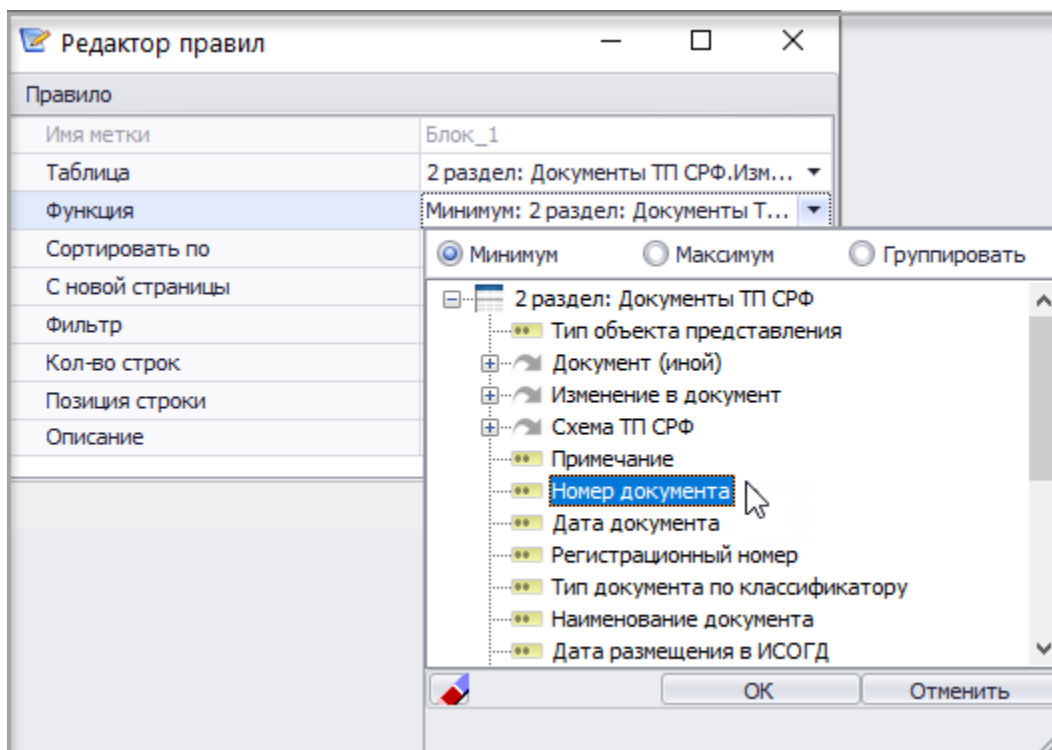 Редактор правил
Правило
Имя метки Блок_1
Таблица 2 раздел: Документы ТП СРФ.Изм...
Функция Минимум: 2 раздел: Документы Т...
Сортировать по Минимум Максимум Группировать
С новой страницы 2 раздел: Документы ТП СРФ
Фильтр Тип объекта представления
Кол-во строк Документ (иной)
Позиция строки Изменение в документ
Описание Схема ТП СРФ
Примечание
Номер документа
Дата документа
Регистрационный номер
Тип документа по классификатору
Наименование документа
Дата размещения в ИСОГД
ОК Отменить